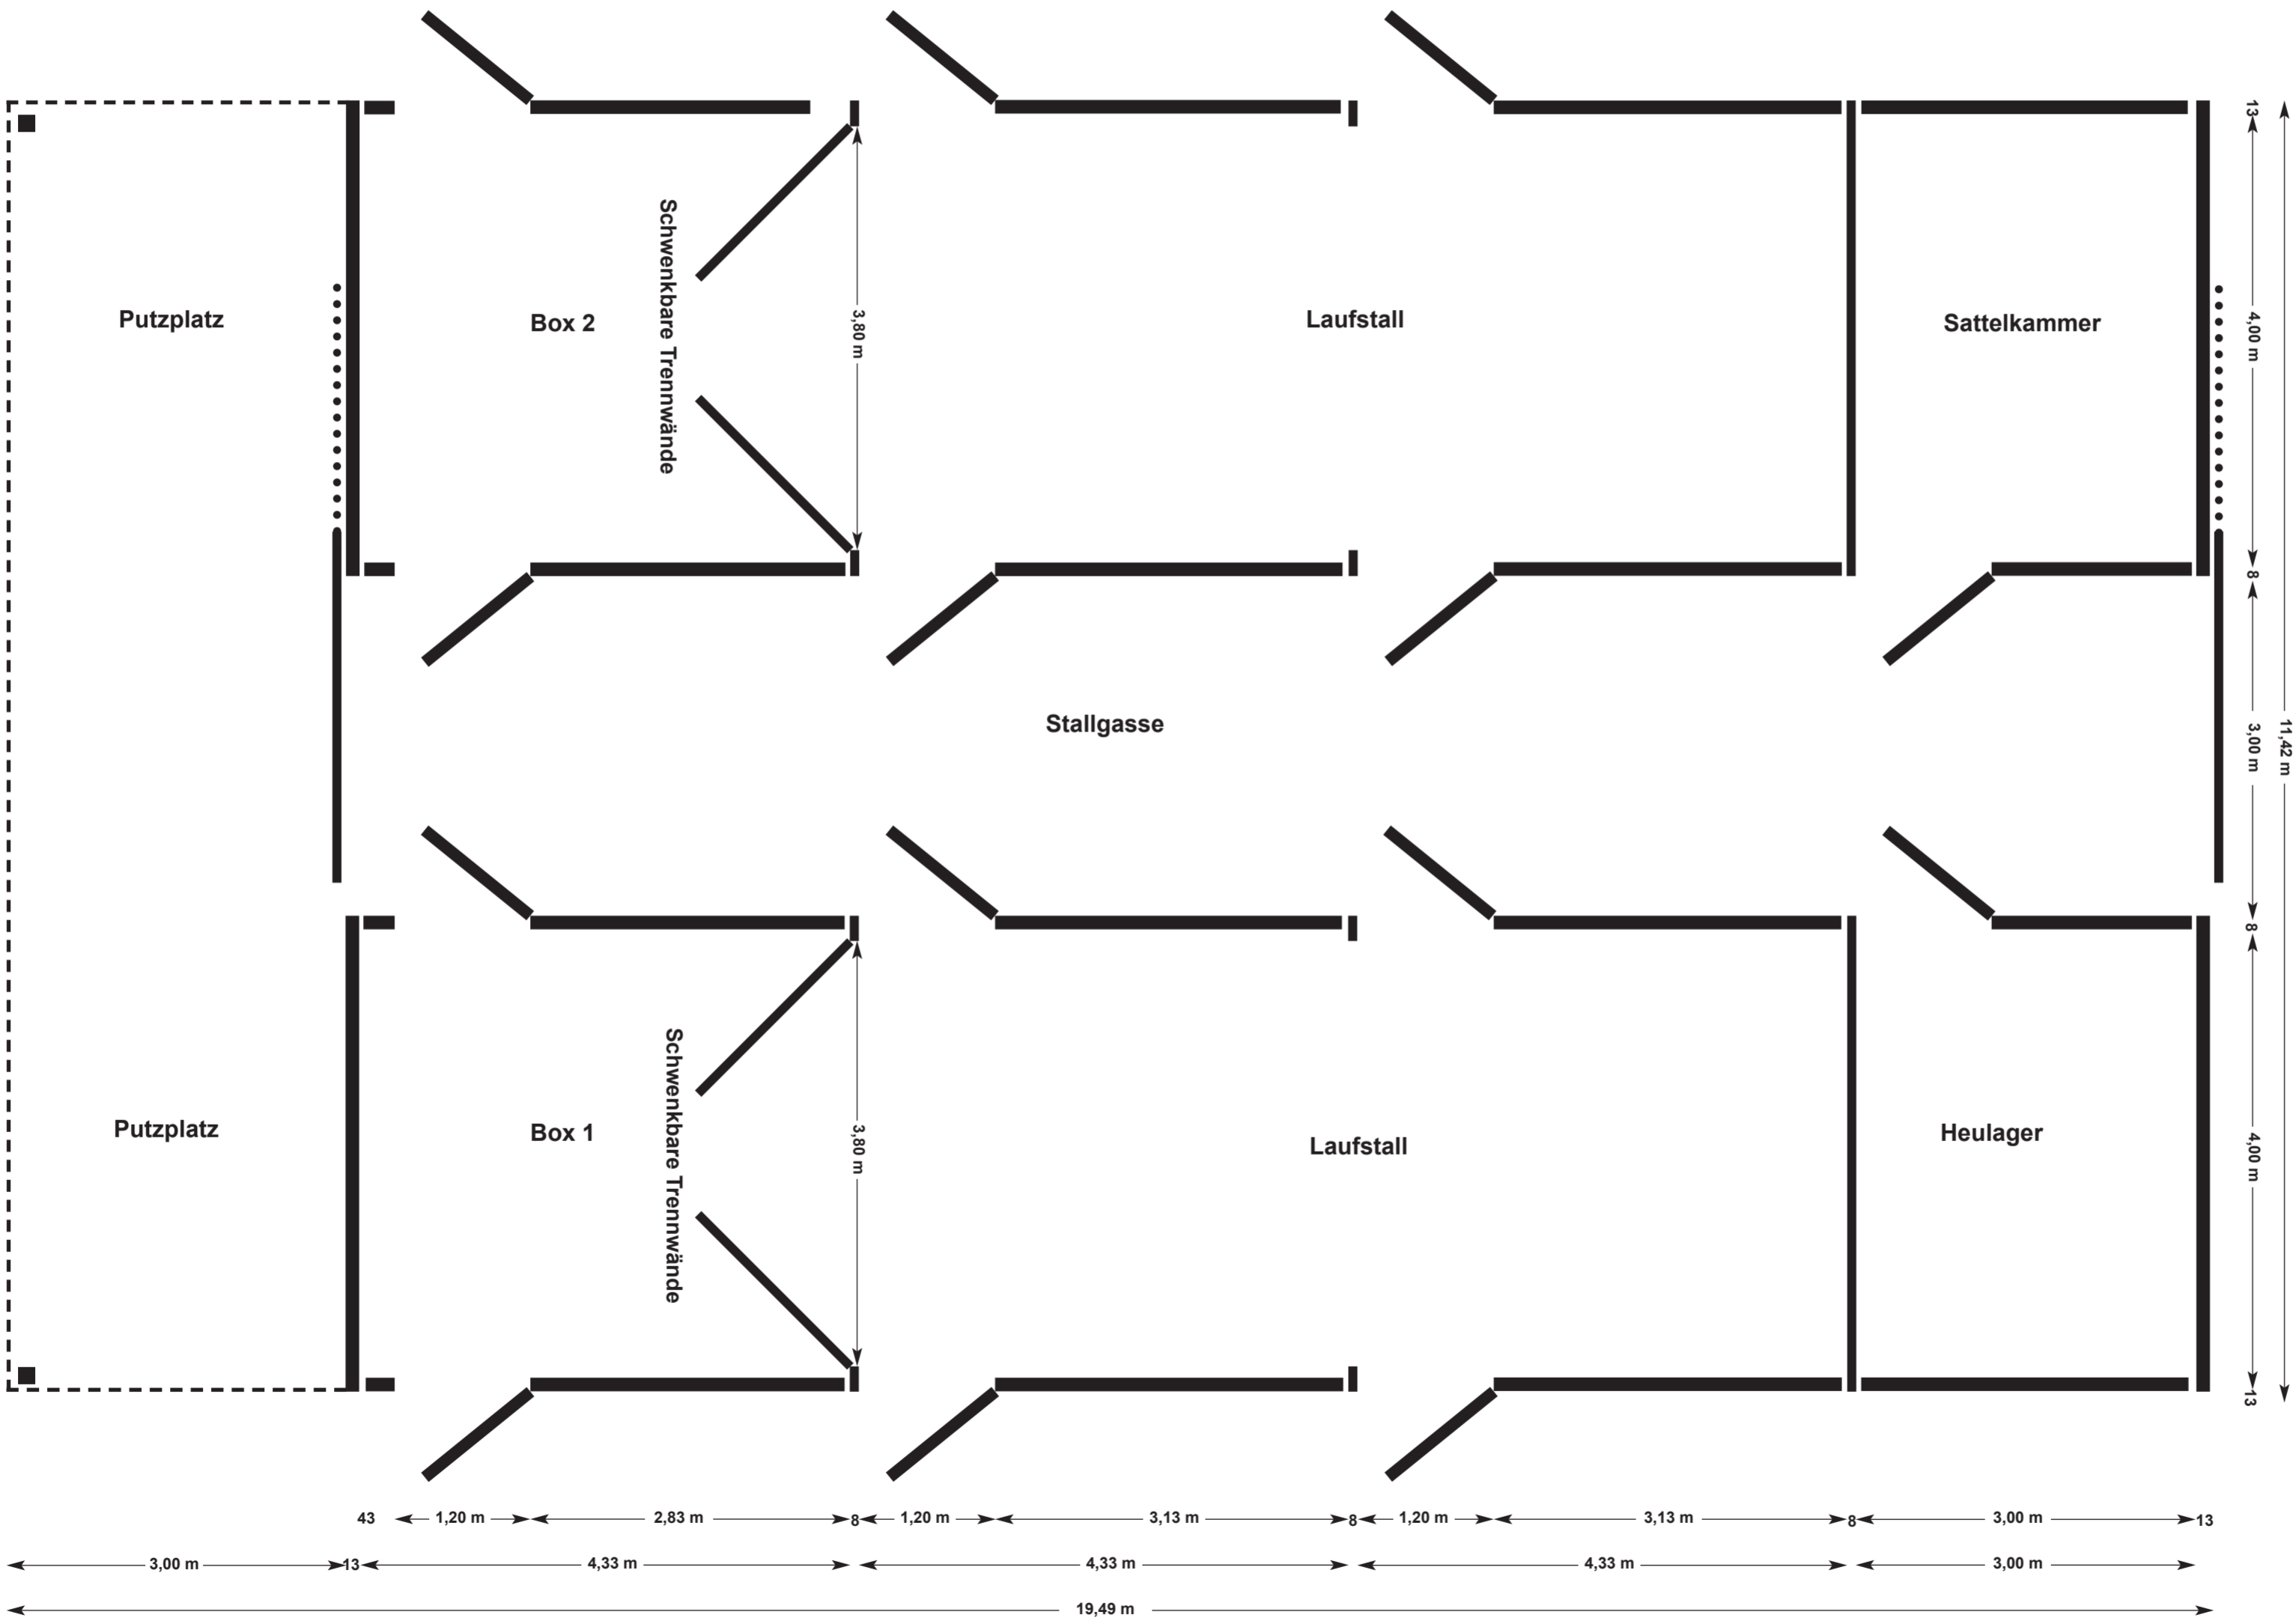 13
Putzplatz
Box 2
Schwenkbare Trennwände
3,80 m
Laufstall
Sattelkammer
4,00 m
8
Stallgasse
3,00 m
11,42 m
8
Putzplatz
Box 1
Schwenkbare Trennwände
3,80 m
Laufstall
Heulager
4,00 m
13
43 1,20 m 2,83 m 8 1,20 m 3,13 m 8 1,20 m 3,13 m 8 3,00 m 13
3,00 m 13 4,33 m 4,33 m 4,33 m 3,00 m
19,49 m